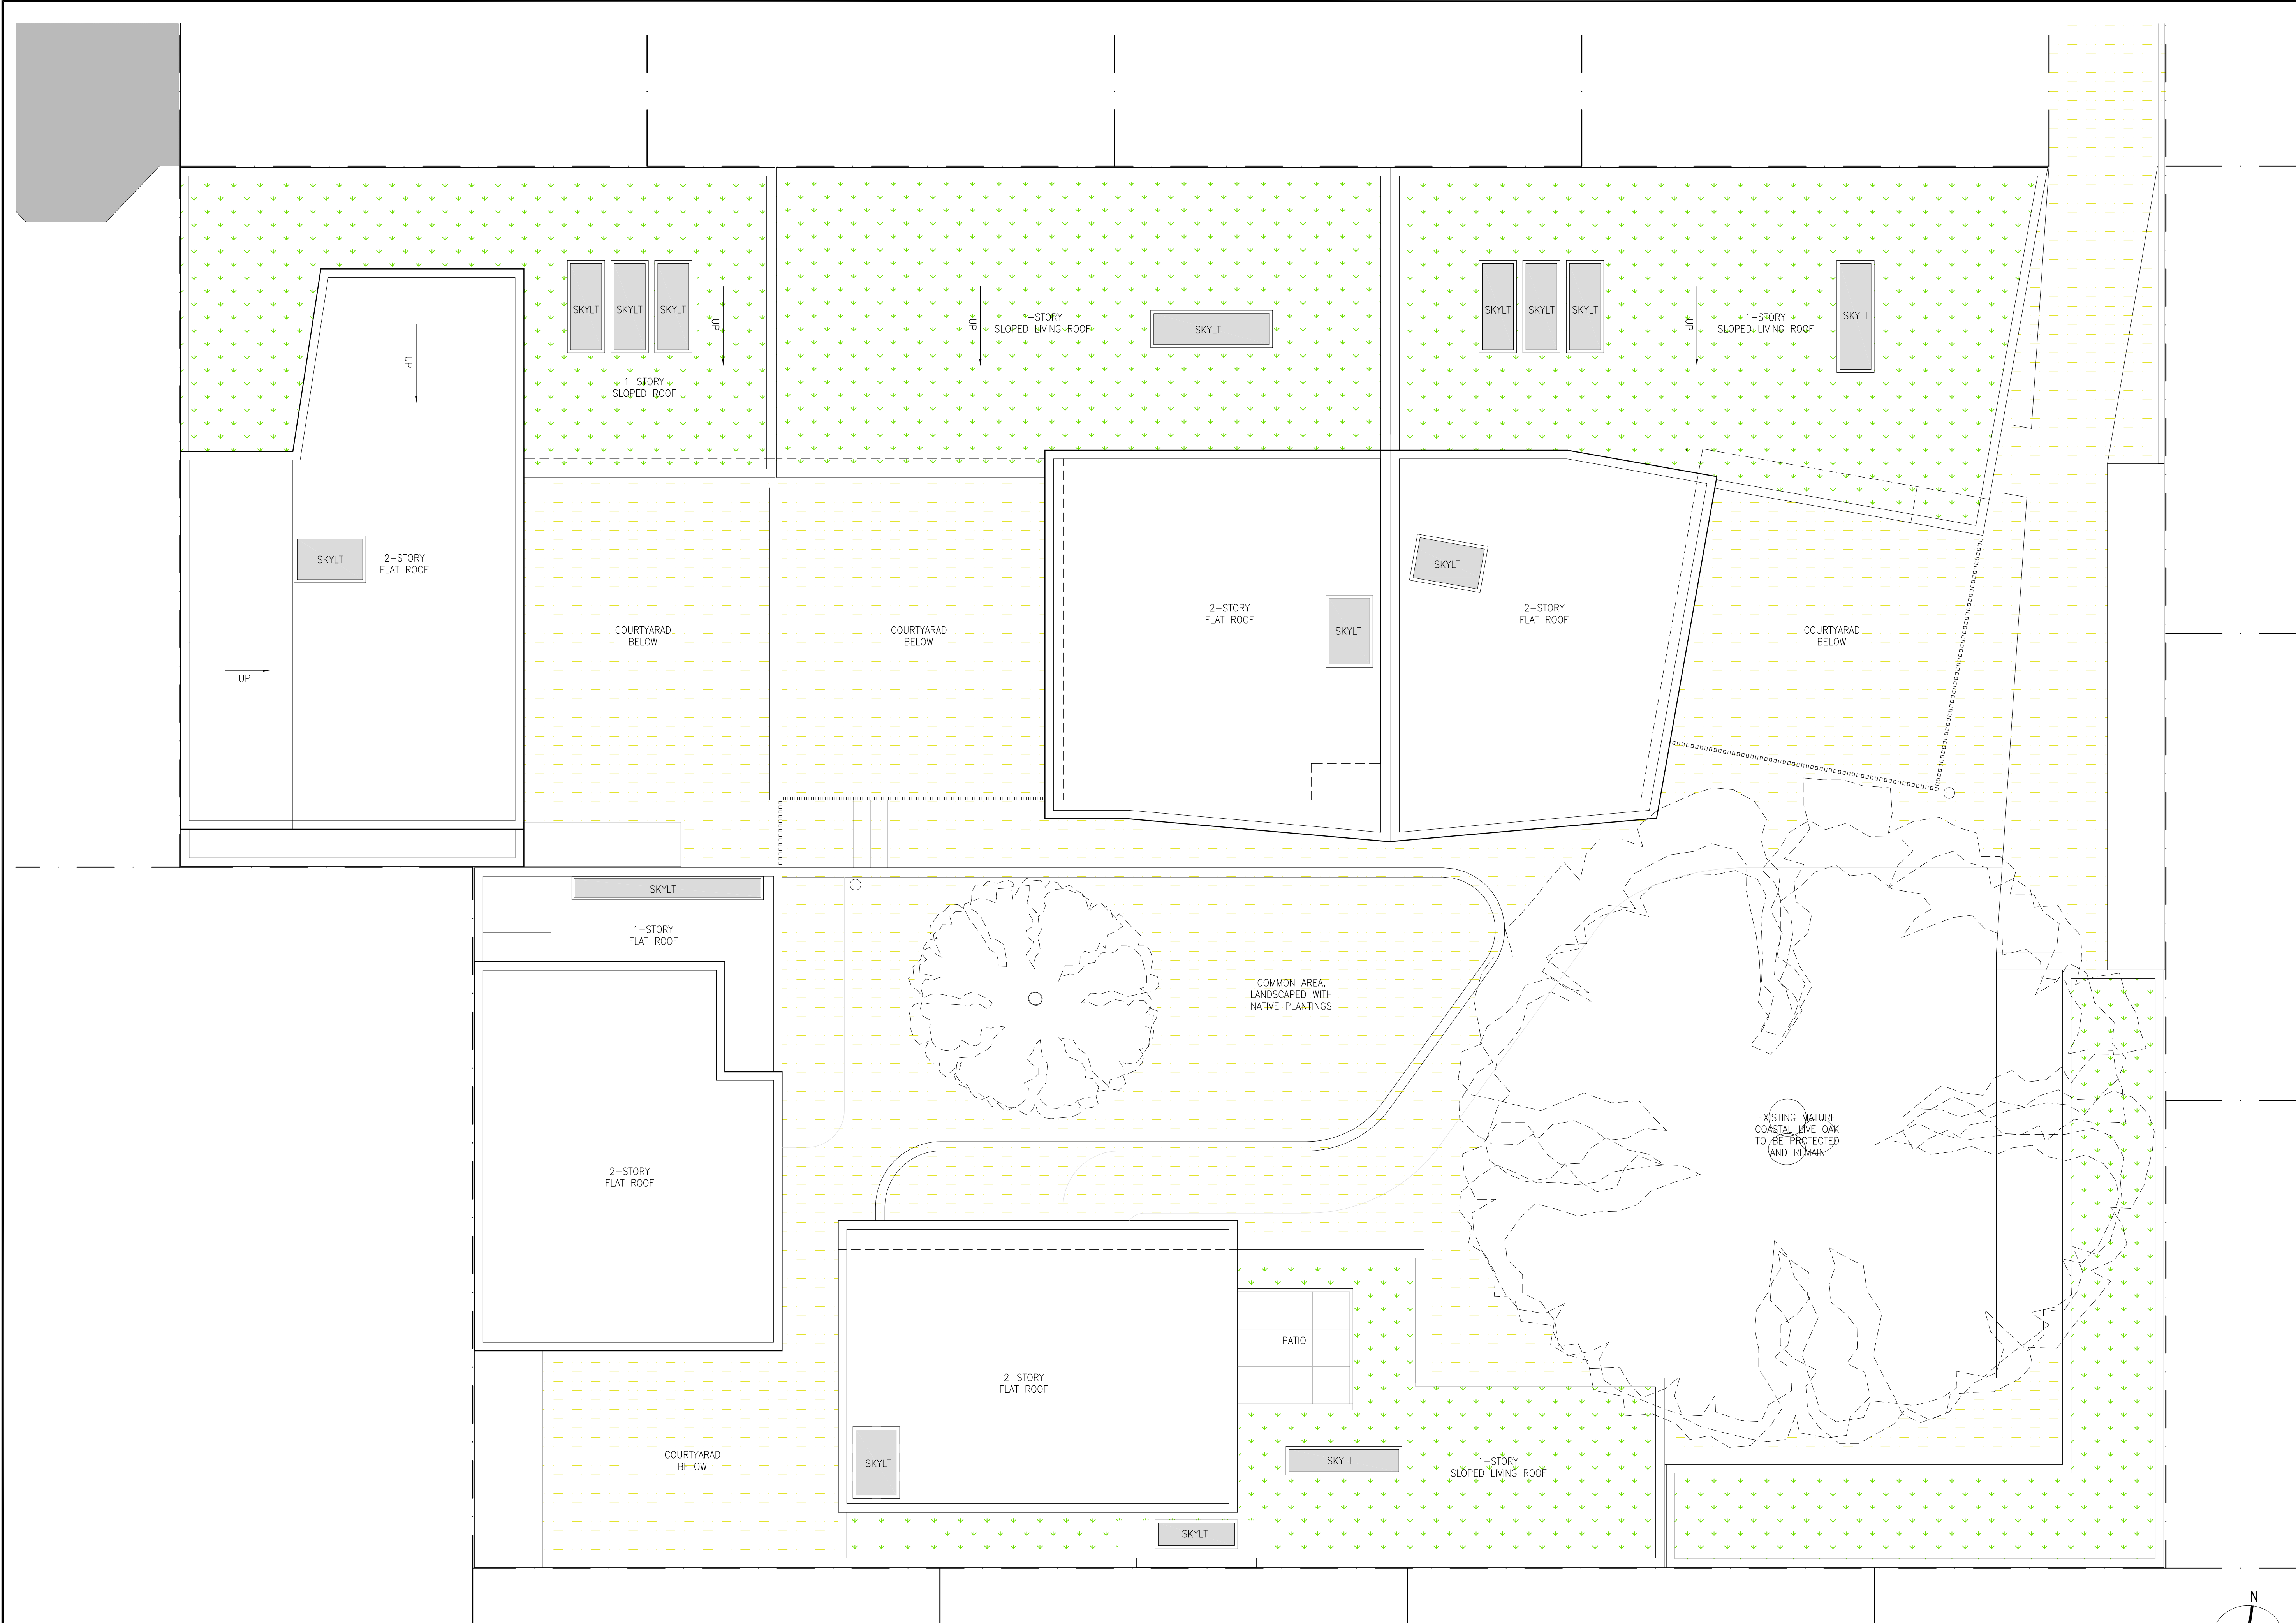 SKYLT
SKYLT
SKYLT
UP
UP
1-STORY
SLOPED ROOF
UP
1-STORY
SLOPED LIVING ROOF
SKYLT
SKYLT
SKYLT
SKYLT
UP
1-STORY
SLOPED LIVING ROOF
SKYLT
SKYLT
2-STORY
FLAT ROOF
UP
COURTYARAD
BELOW
COURTYARAD
BELOW
2-STORY
FLAT ROOF
SKYLT
SKYLT
2-STORY
FLAT ROOF
COURTYARAD
BELOW
SKYLT
1-STORY
FLAT ROOF
COMMON AREA,
LANDSCAPED WITH
NATIVE PLANTINGS
EXISTING MATURE
COASTAL LIVE OAK
TO BE PROTECTED
AND REMAIN
2-STORY
FLAT ROOF
PATIO
2-STORY
FLAT ROOF
COURTYARAD
BELOW
SKYLT
SKYLT
1-STORY
SLOPED LIVING ROOF
SKYLT
N